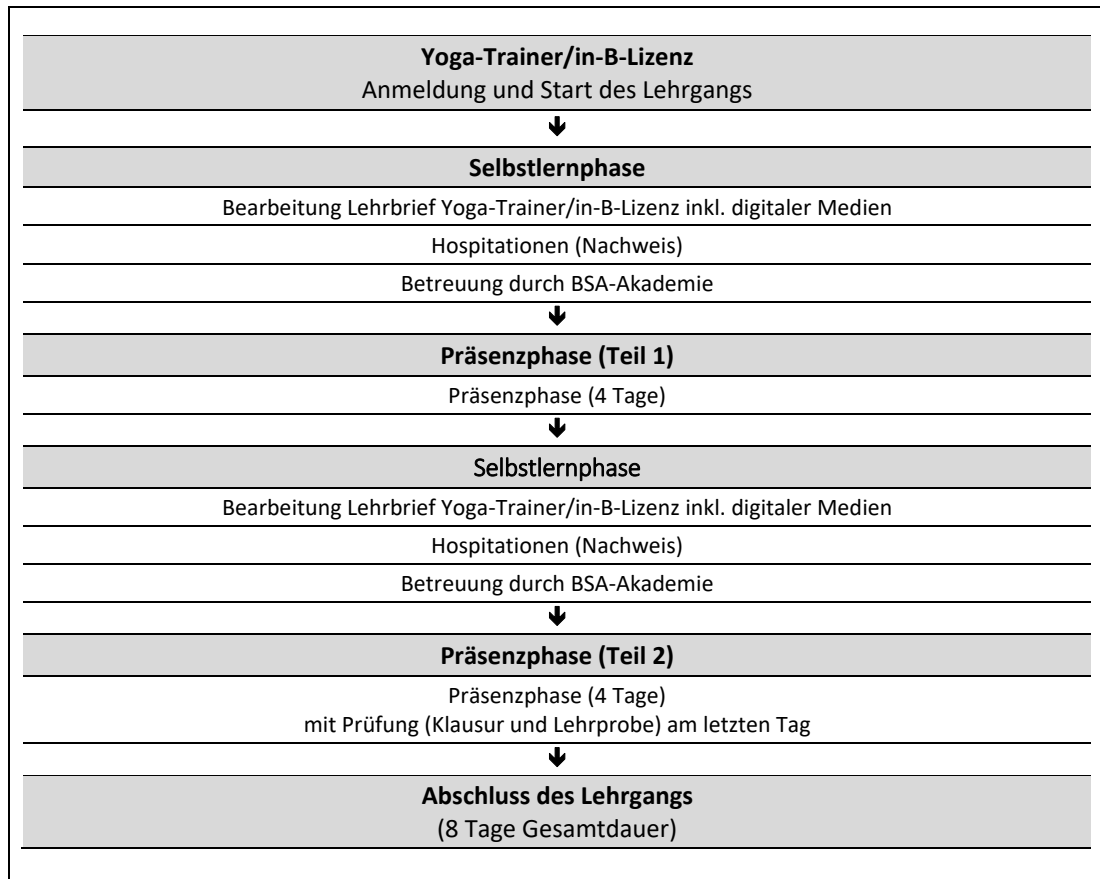 Yoga-Trainer/in-B-Lizenz
Anmeldung und Start des Lehrgangs
🡻
Selbstlernphase
Bearbeitung Lehrbrief Yoga-Trainer/in-B-Lizenz inkl. digitaler Medien
Hospitationen (Nachweis)
Betreuung durch BSA-Akademie
🡻
Präsenzphase (Teil 1)
Präsenzphase (4 Tage)
🡻
Selbstlernphase
Bearbeitung Lehrbrief Yoga-Trainer/in-B-Lizenz inkl. digitaler Medien
Hospitationen (Nachweis)
Betreuung durch BSA-Akademie
🡻
Präsenzphase (Teil 2)
Präsenzphase (4 Tage)
mit Prüfung (Klausur und Lehrprobe) am letzten Tag
🡻
Abschluss des Lehrgangs
(8 Tage Gesamtdauer)